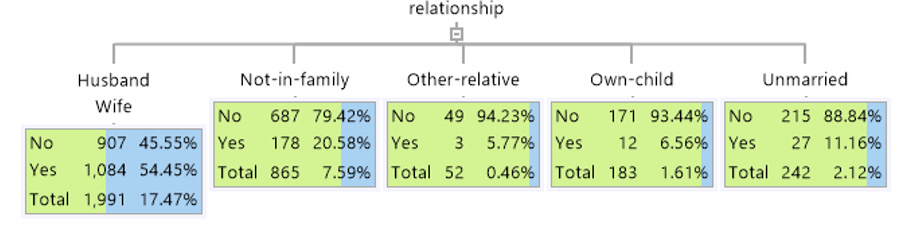 relationship
Husband
Wife
No 907 45.55%
Yes 1,084 54.45%
Total 1,991 17.47%
Not-in-family
No 687 79.42%
Yes 178 20.58%
Total 865 7.59%
Other-relative
No 49 94.23%
Yes 3 5.77%
Total 52 0.46%
Own-child
No 171 93.44%
Yes 12 6.56%
Total 183 1.61%
Unmarried
No 215 88.84%
Yes 27 11.16%
Total 242 2.12%